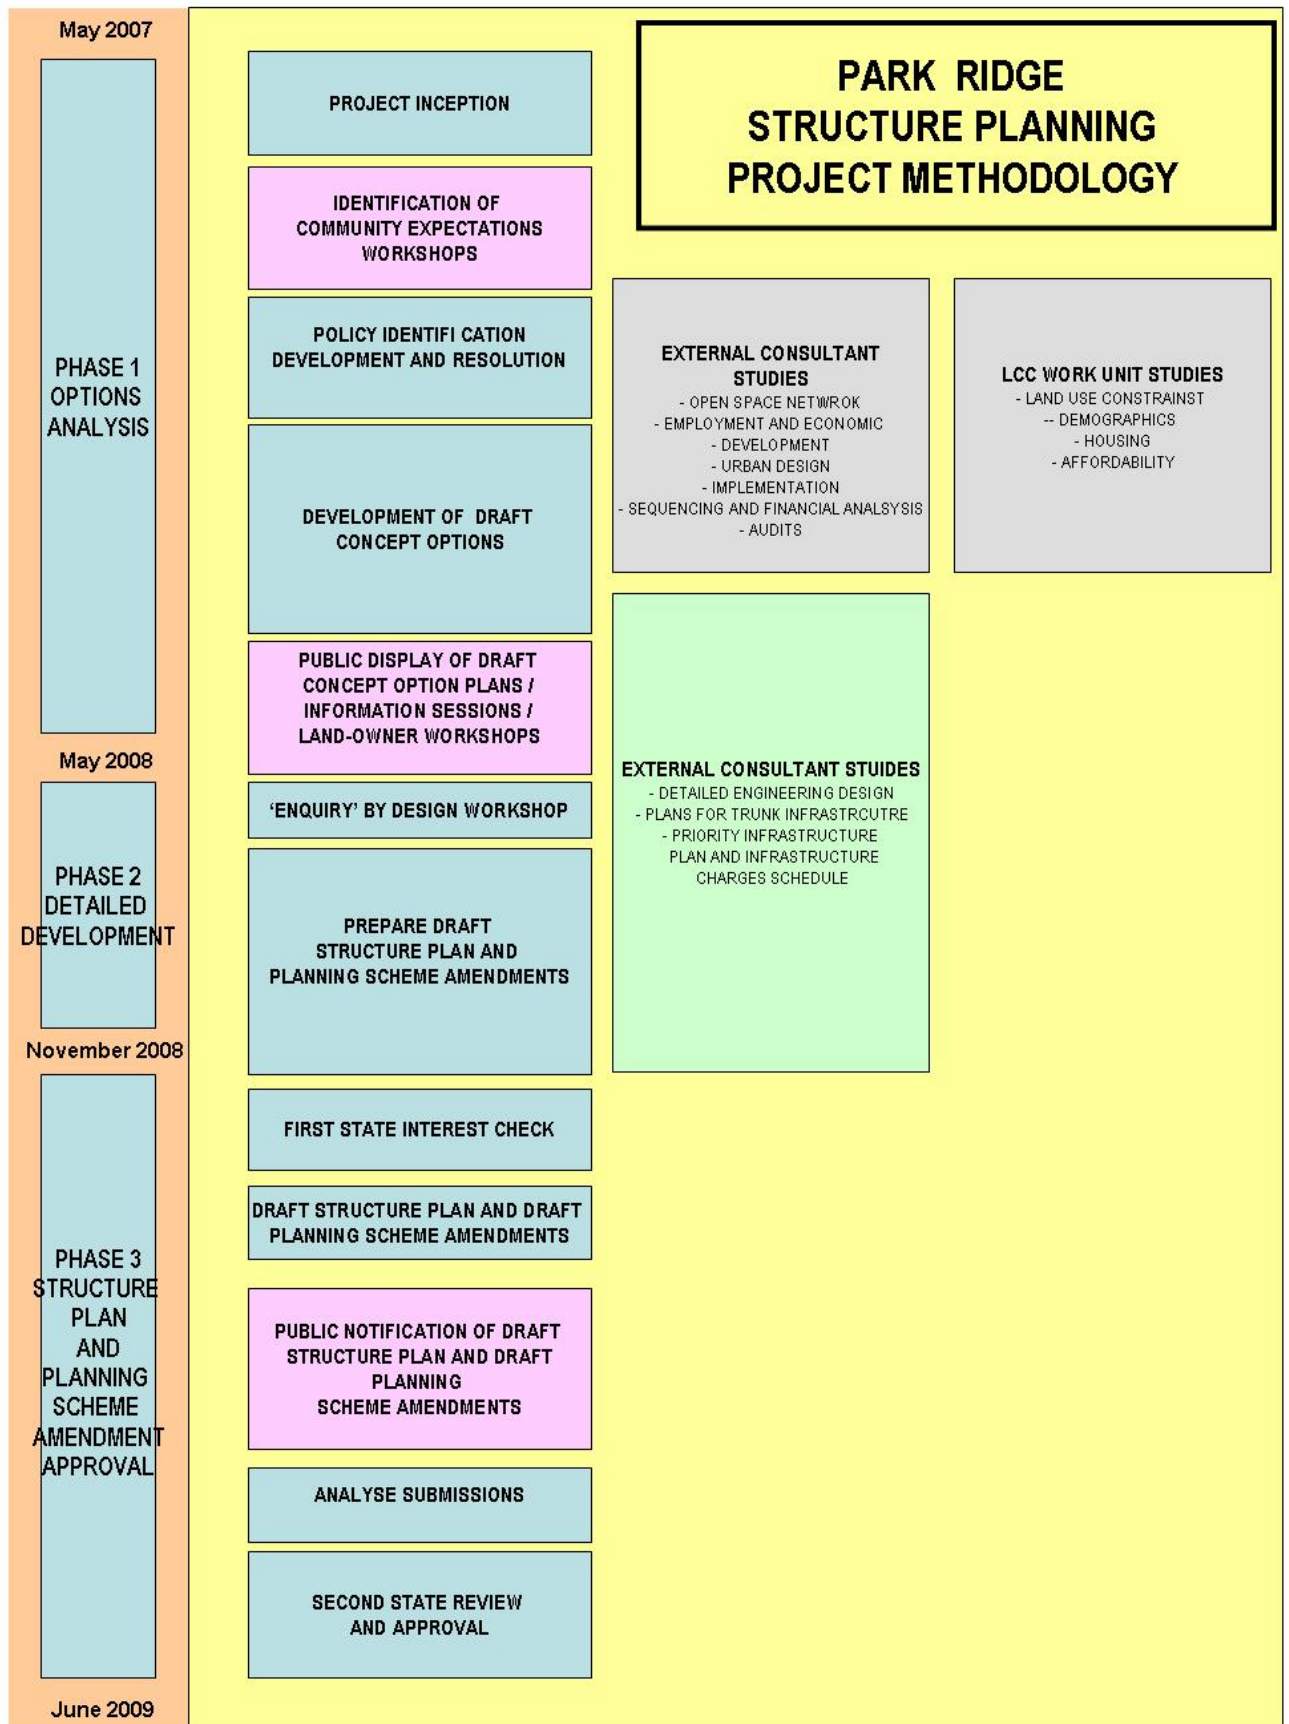 May 2007
PHASE 1
OPTIONS
ANALYSIS
May 2008
PHASE 2
DETAILED
DEVELOPMENT
November 2008
PHASE 3
STRUCTURE
PLAN
AND
PLANNING
SCHEME
AMENDMENT
APPROVAL
June 2009
PROJECT INCEPTION
IDENTIFICATION OF
COMMUNITY EXPECTATIONS
WORKSHOPS
POLICY IDENTIFI CATION
DEVELOPMENT AND RESOLUTION
DEVELOPMENT OF DRAFT
CONCEPT OPTIONS
PUBLIC DISPLAY OF DRAFT
CONCEPT OPTION PLANS /
INFORMATION SESSIONS /
LAND-OWNER WORKSHOPS
‘ENQUIRY’ BY DESIGN WORKSHOP
PREPARE DRAFT
STRUCTURE PLAN AND
PLANNING SCHEME AMENDMENTS
FIRST STATE INTEREST CHECK
DRAFT STRUCTURE PLAN AND DRAFT
PLANNING SCHEME AMENDMENTS
PUBLIC NOTIFICATION OF DRAFT
STRUCTURE PLAN AND DRAFT
PLANNING
SCHEME AMENDMENTS
ANALYSE SUBMISSIONS
SECOND STATE REVIEW
AND APPROVAL
PARK RIDGE
STRUCTURE PLANNING
PROJECT METHODOLOGY
EXTERNAL CONSULTANT
STUDIES
- OPEN SPACE NETWROK
- EMPLOYMENT AND ECONOMIC
- DEVELOPMENT
- URBAN DESIGN
- IMPLEMENTATION
- SEQUENCING AND FINANCIAL ANALSYSIS
- AUDITS
LCC WORK UNIT STUDIES
- LAND USE CONSTRAINST
-- DEMOGRAPHICS
- HOUSING
- AFFORDABILITY
EXTERNAL CONSULTANT STUIDES
- DETAILED ENGINEERING DESIGN
- PLANS FOR TRUNK INFRASTRCUTRE
- PRIORITY INFRASTRUCTURE
PLAN AND INFRASTRUCTURE
CHARGES SCHEDULE